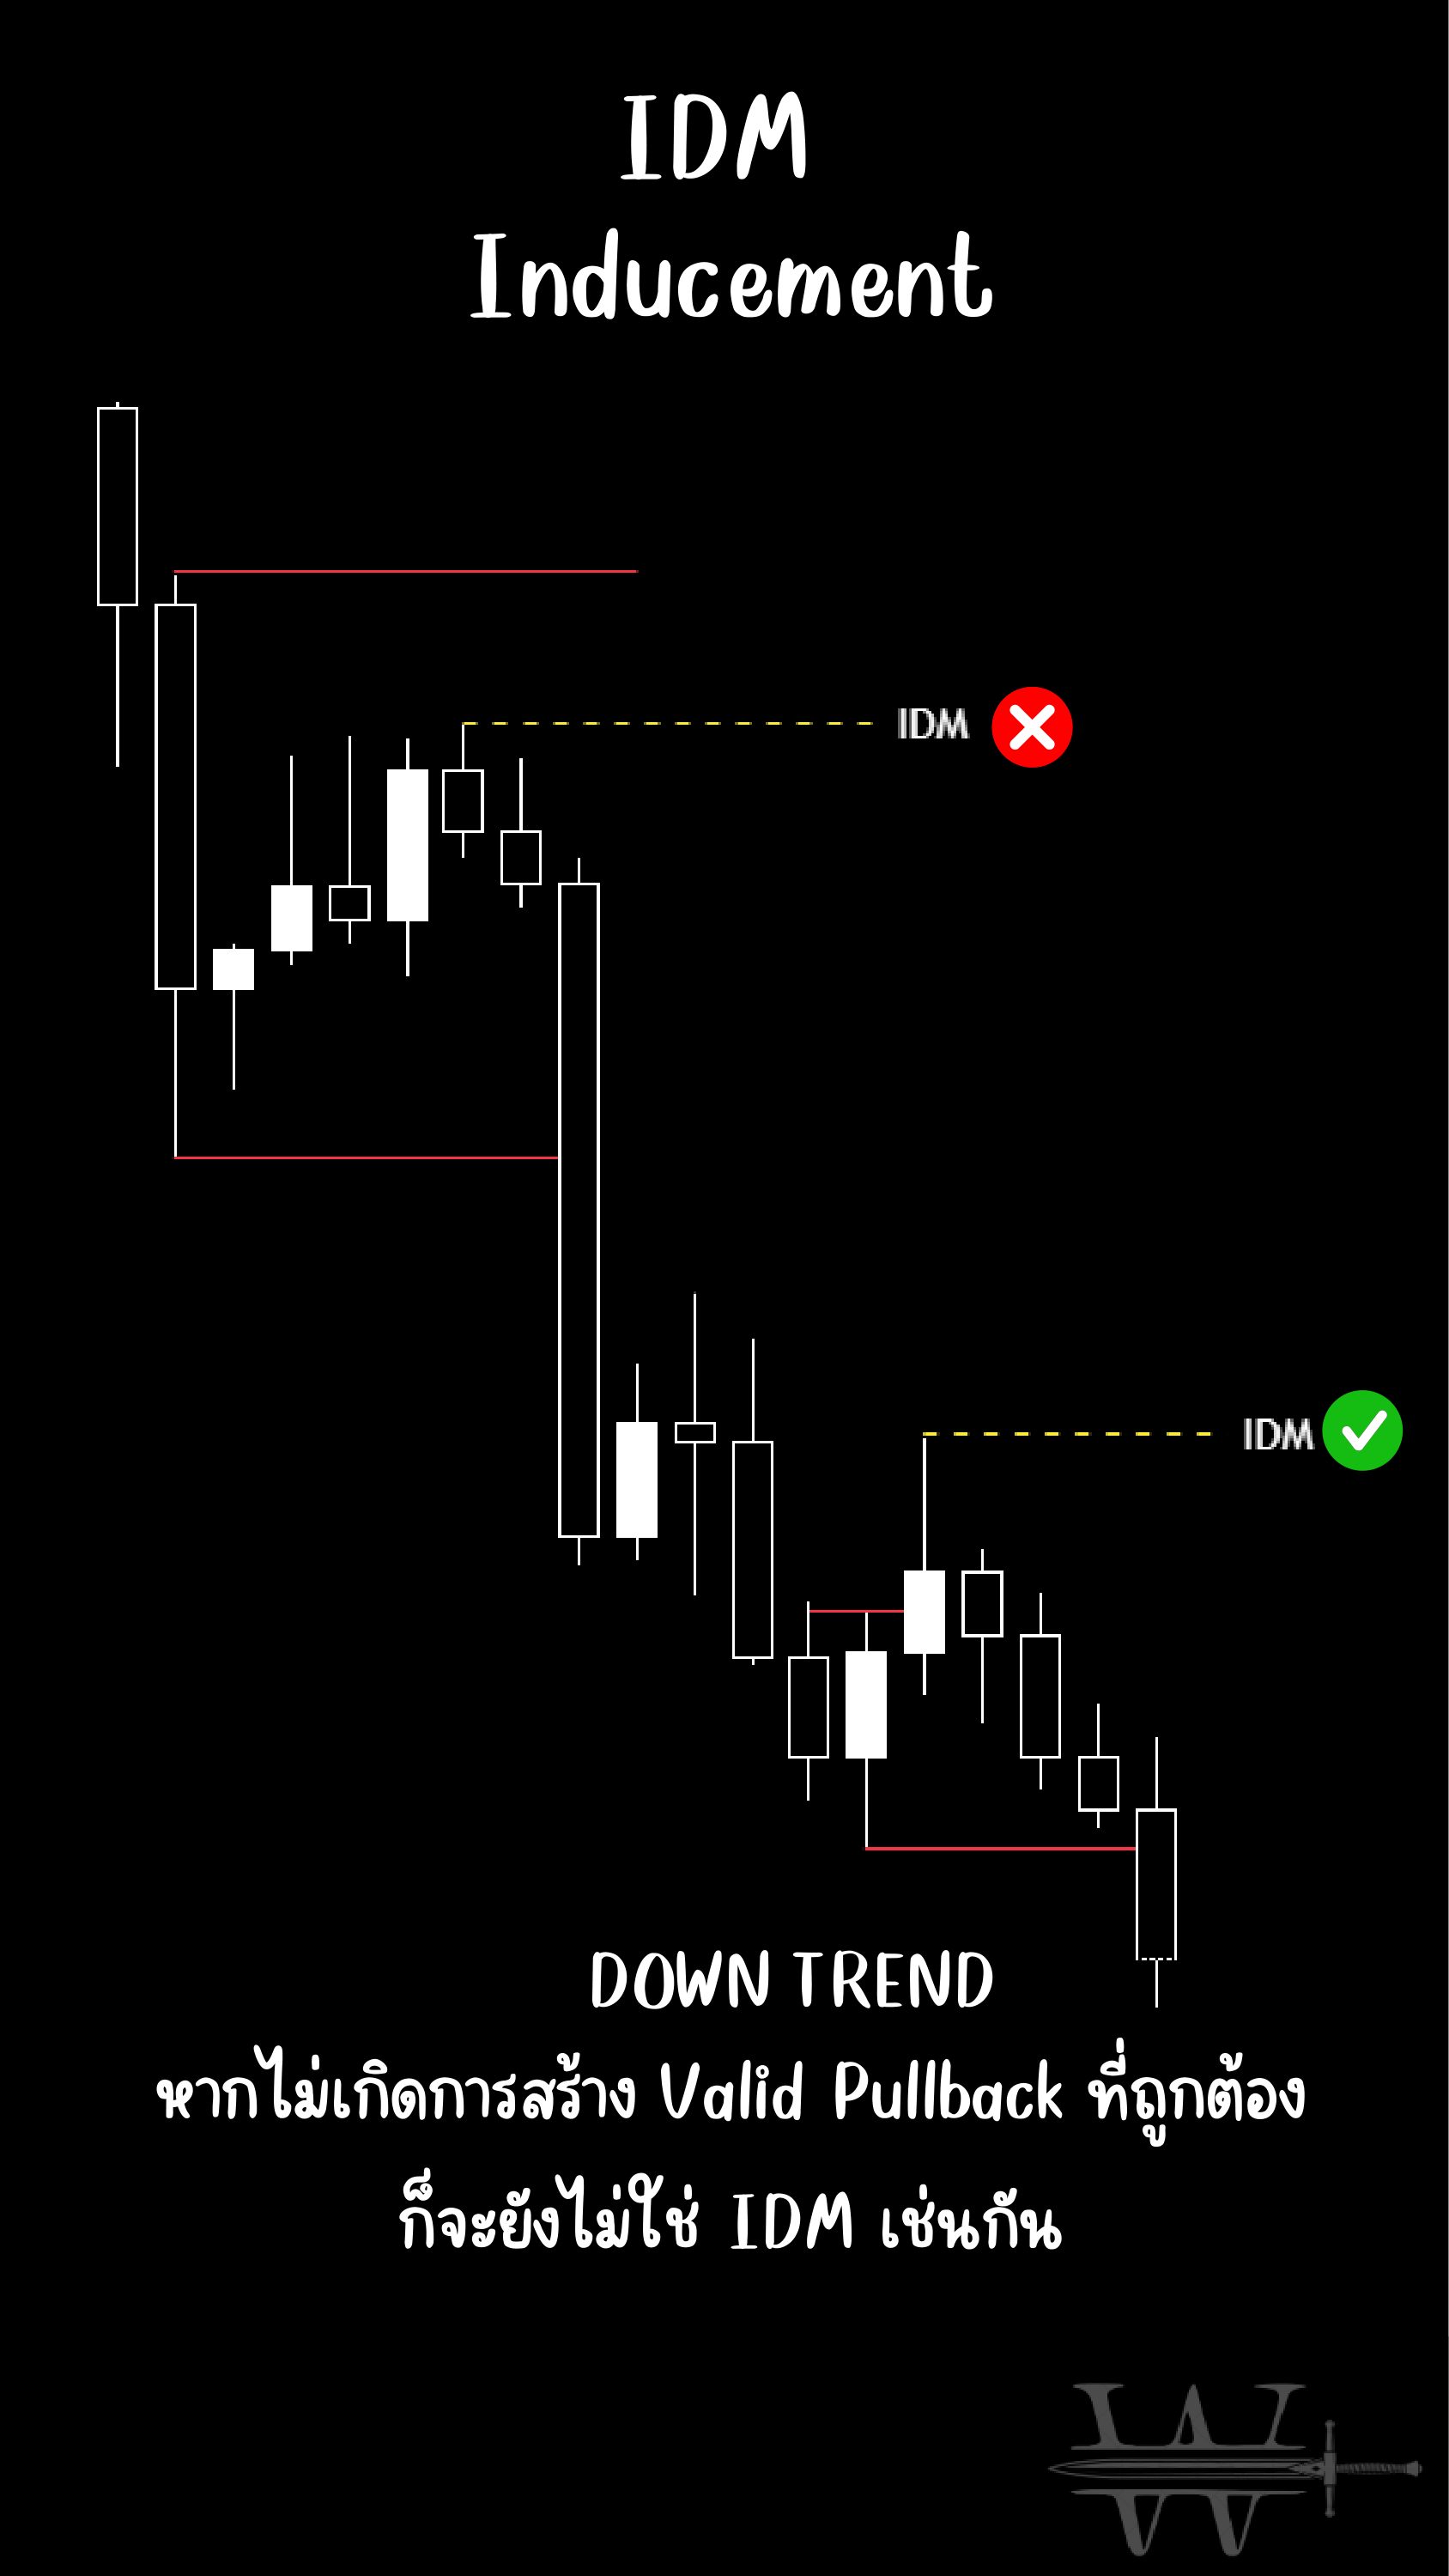 IDM
Inducement
IDM
IDM
DOWN TREND
หากไม่เกิดการสร้าง Valid Pullback ที่ถูกต้อง
ก็จะยังไม่ใช่ IDM เช่นกัน
W